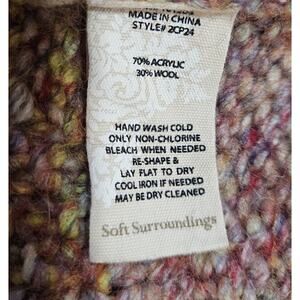 MADE IN CHINA
STYLE# 2CP24
70% ACRYLIC
30% WOOL
HAND WASH COLD
ONLY NON-CHLORINE
BLEACH WHEN NEEDED
RE-SHAPE &
LAY FLAT TO DRY
COOL IRON IF NEEDED
MAY BE DRY CLEANED
Soft Surroundings